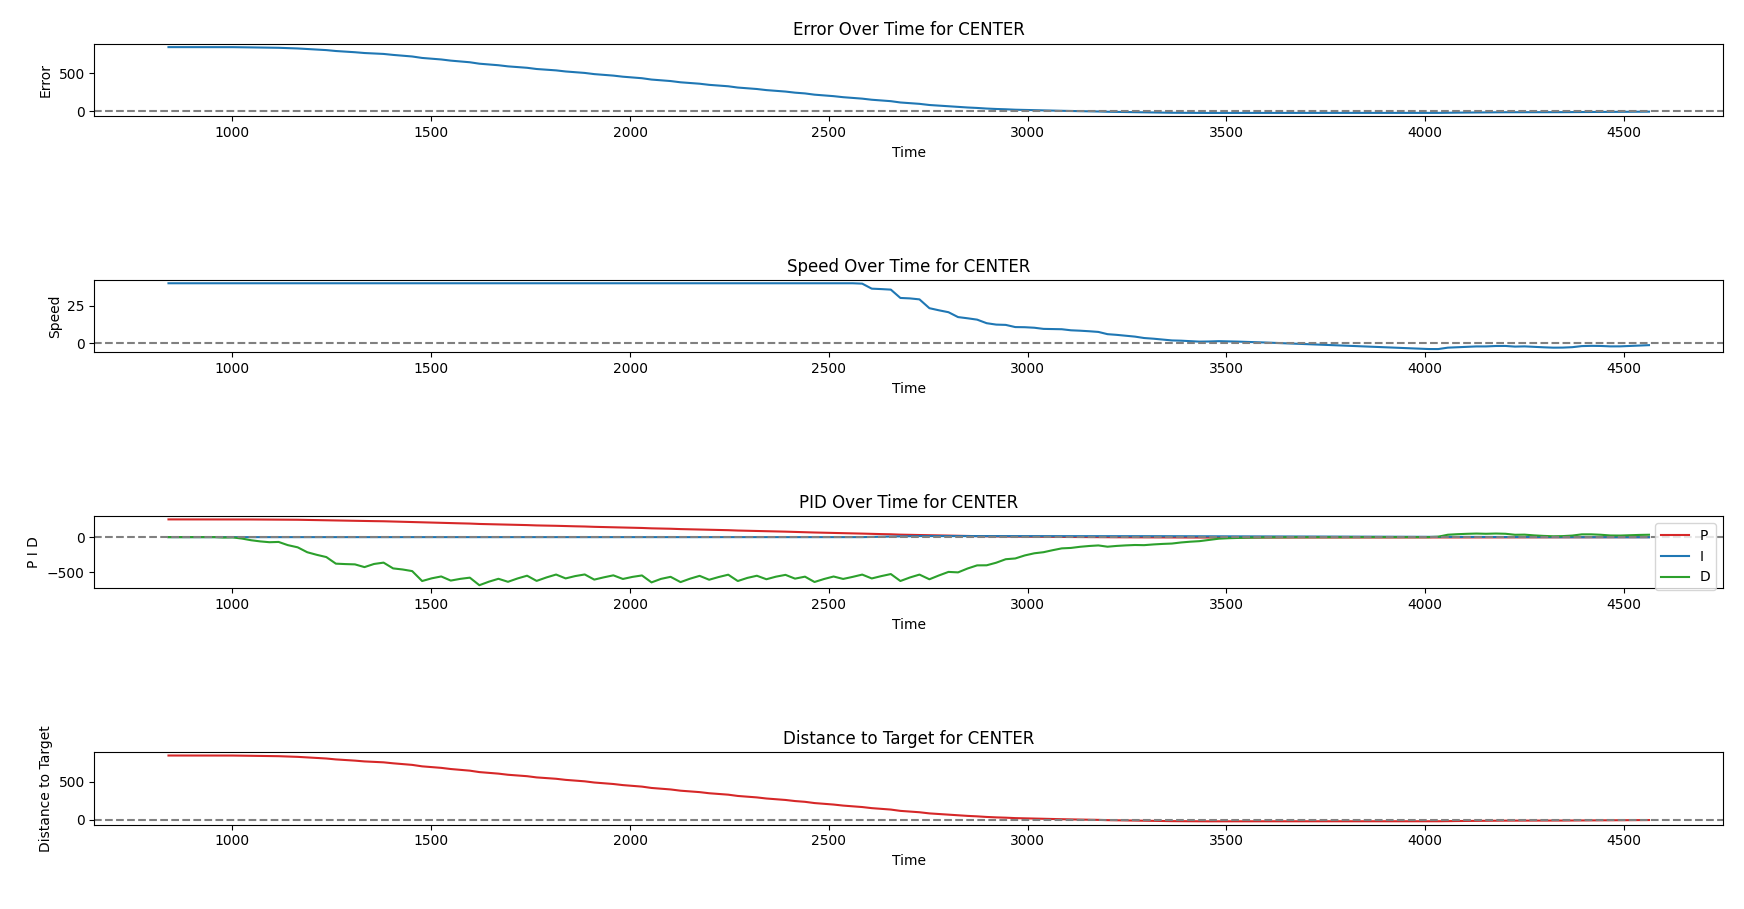 Error Over Time for CENTER
Error
500
0
1000 1500 2000 2500 3000 3500 4000 4500
Time
Speed Over Time for CENTER
Speed
25
0
1000 1500 2000 2500 3000 3500 4000 4500
Time
PID Over Time for CENTER
P I D
0
−500
P
I
D
1000 1500 2000 2500 3000 3500 4000 4500
Time
Distance to Target for CENTER
Distance to Target
500
0
1000 1500 2000 2500 3000 3500 4000 4500
Time